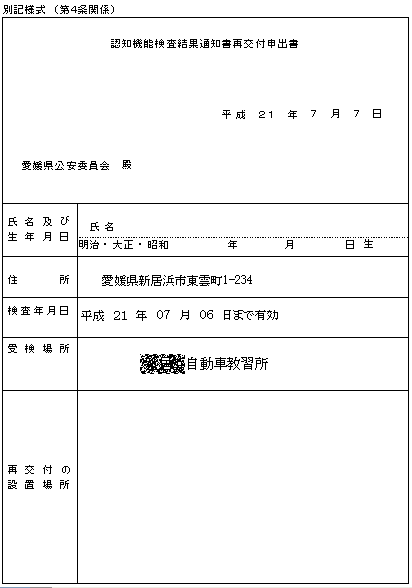 別記様式 （第4条関係）
認知機能検査結果通知書再交付申出書
平成 21 年 7 月 7 日
愛媛県公安委員会 殿
氏名及び
生年月日
氏名
明治・大正・昭和 年 月 日 生
住所
愛媛県新居浜市東雲町1-234
検査年月日
平成 21 年 07 月 06 日まで有効
受検場所
自動車教習所
再交付の
設置場所